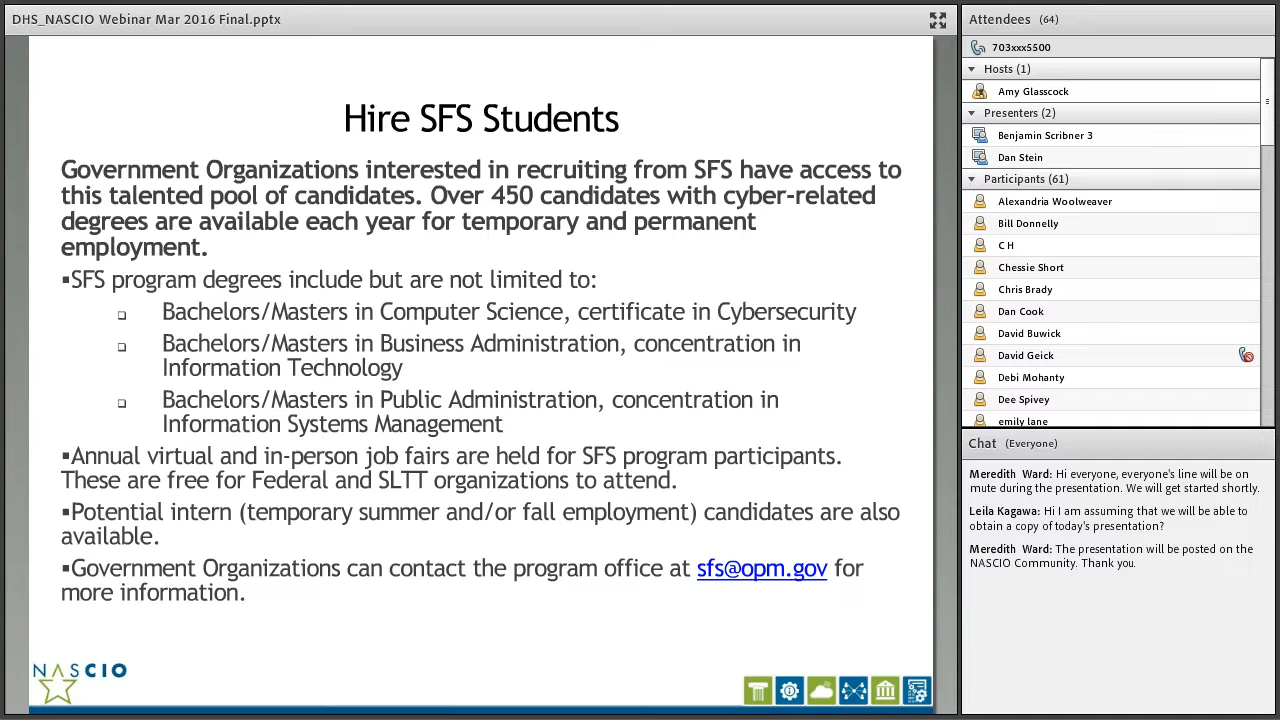 DHS_NASCIO Webinar Mar 2016 Final.pptx
Hire SFS Students
Government Organizations interested in recruiting from SFS have access to
this talented pool of candidates. Over 450 candidates with cyber-related
degrees are available each year for temporary and permanent
employment.
▪SFS program degrees include but are not limited to:
❑ Bachelors/Masters in Computer Science, certificate in Cybersecurity
❑ Bachelors/Masters in Business Administration, concentration in
Information Technology
❑ Bachelors/Masters in Public Administration, concentration in
Information Systems Management
▪Annual virtual and in-person job fairs are held for SFS program participants.
These are free for Federal and SLTT organizations to attend.
▪Potential intern (temporary summer and/or fall employment) candidates are also
available.
▪Government Organizations can contact the program office at sfs@opm.gov for
more information.
NASCIO
Attendees (64)
703xxx5500
Hosts (1)
Amy Glasscock
Presenters (2)
Benjamin Scribner 3
Dan Stein
Participants (61)
Alexandria Woolweaver
Bill Donnelly
C H
Chessie Short
Chris Brady
Dan Cook
David Buwick
David Geick
Debi Mohanty
Dee Spivey
emily lane
Chat (Everyone)
Meredith Ward: Hi everyone, everyone's line will be on
mute during the presentation. We will get started shortly.
Leila Kagawa: Hi I am assuming that we will be able to
obtain a copy of today's presentation?
Meredith Ward: The presentation will be posted on the
NASCIO Community. Thank you.